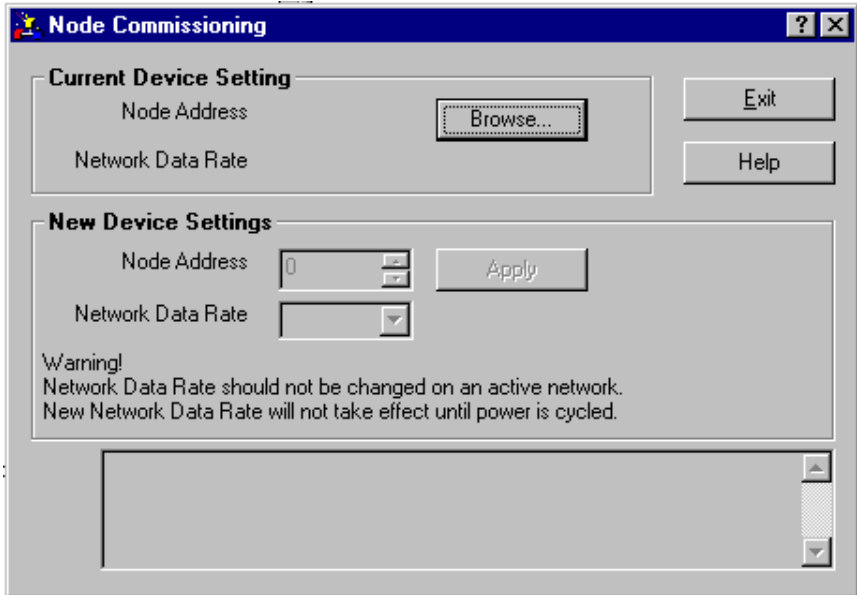 Node Commissioning
Current Device Setting
Node Address
Browse...
Exit
Network Data Rate
Help
New Device Settings
Node Address
0
Apply
Network Data Rate
Warning!
Network Data Rate should not be changed on an active network.
New Network Data Rate will not take effect until power is cycled.